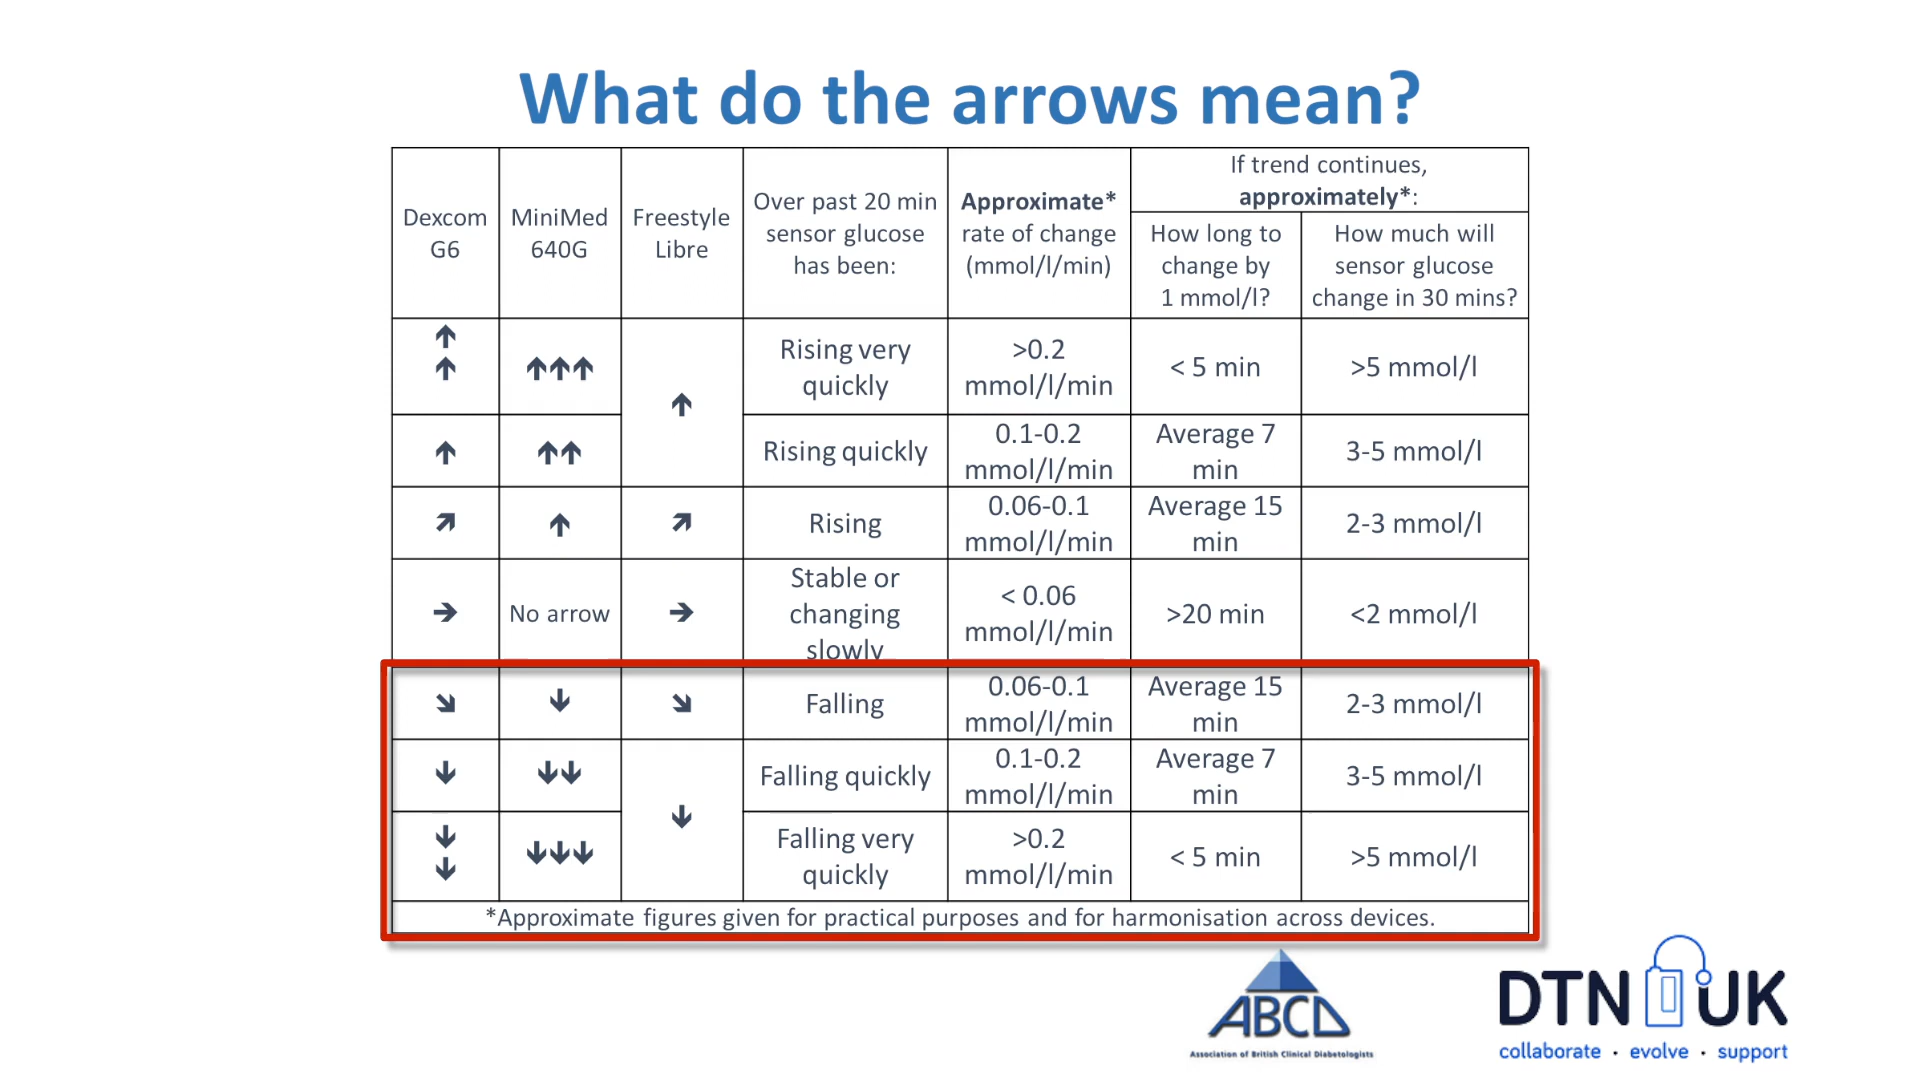 What do the arrows mean?
Dexcom
G6
MiniMed
640G
Freestyle
Libre
Over past 20 min
sensor glucose
has been:
Approximate*
rate of change
(mmol/l/min)
If trend continues,
approximately*:
How long to
change by
1 mmol/l?
How much will
sensor glucose
change in 30 mins?
↑
↑
↑↑↑
↑
Rising very
quickly
>0.2
mmol/l/min
< 5 min
>5 mmol/l
↑
↑↑
Rising quickly
0.1-0.2
mmol/l/min
Average 7
min
3-5 mmol/l
↗
↑
↗
Rising
0.06-0.1
mmol/l/min
Average 15
min
2-3 mmol/l
→
No arrow
→
Stable or
changing
slowly
< 0.06
mmol/l/min
>20 min
<2 mmol/l
↘
↓
↘
Falling
0.06-0.1
mmol/l/min
Average 15
min
2-3 mmol/l
↓
↓↓
↓
Falling quickly
0.1-0.2
mmol/l/min
Average 7
min
3-5 mmol/l
↓
↓
↓↓↓
Falling very
quickly
>0.2
mmol/l/min
< 5 min
>5 mmol/l
*Approximate figures given for practical purposes and for harmonisation across devices.
ABCD
Association of British Clinical Diabetologists
DTN UK
collaborate · evolve · support